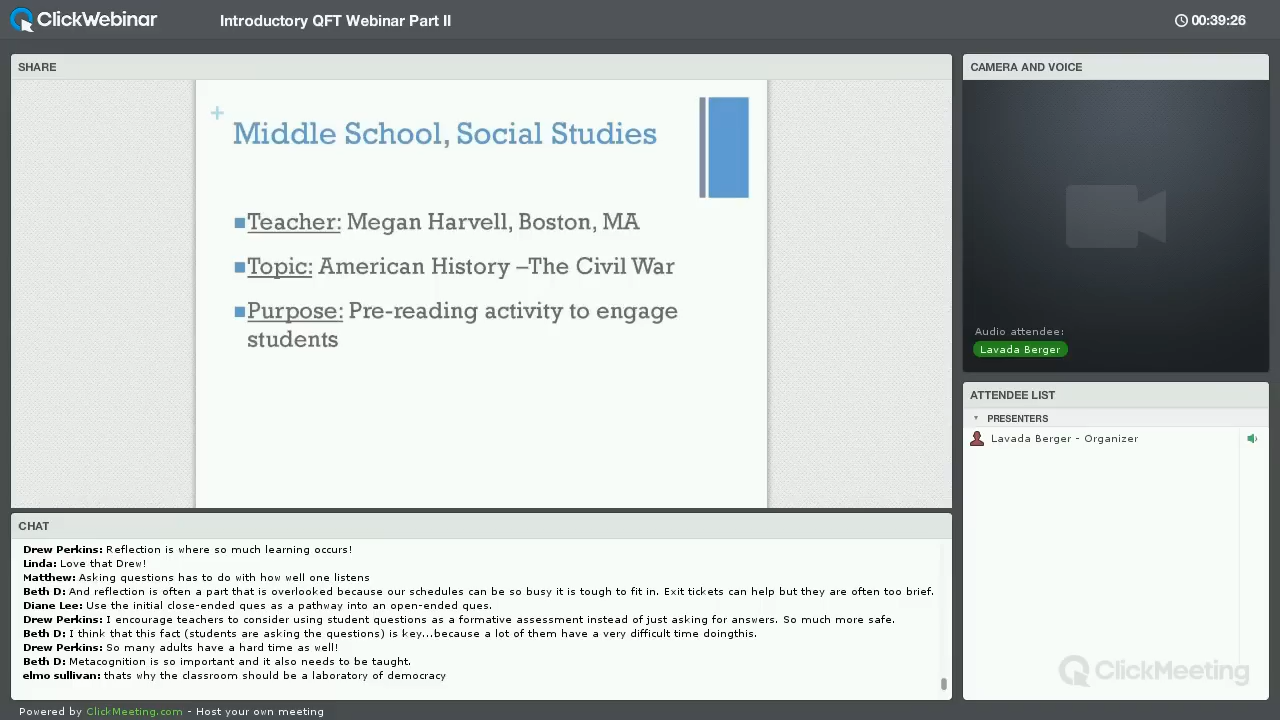 ClickWebinar
Introductory QFT Webinar Part II
00:39:26
SHARE
+
Middle School, Social Studies
Teacher: Megan Harvell, Boston, MA
Topic: American History –The Civil War
Purpose: Pre-reading activity to engage
students
CAMERA AND VOICE
Audio attendee:
Lavada Berger
ATTENDEE LIST
PRESENTERS
Lavada Berger - Organizer
CHAT
Drew Perkins: Reflection is where so much learning occurs!
Linda: Love that Drew!
Matthew: Asking questions has to do with how well one listens
Beth D: And reflection is often a part that is overlooked because our schedules can be so busy it is tough to fit in. Exit tickets can help but they are often too brief.
Diane Lee: Use the initial close-ended ques as a pathway into an open-ended ques.
Drew Perkins: I encourage teachers to consider using student questions as a formative assessment instead of just asking for answers. So much more safe.
Beth D: I think that this fact (students are asking the questions) is key...because a lot of them have a very difficult time doingthis.
Drew Perkins: So many adults have a hard time as well!
Beth D: Metacognition is so important and it also needs to be taught.
elmo sullivan: thats why the classroom should be a laboratory of democracy
ClickMeeting
Powered by ClickMeeting.com - Host your own meeting